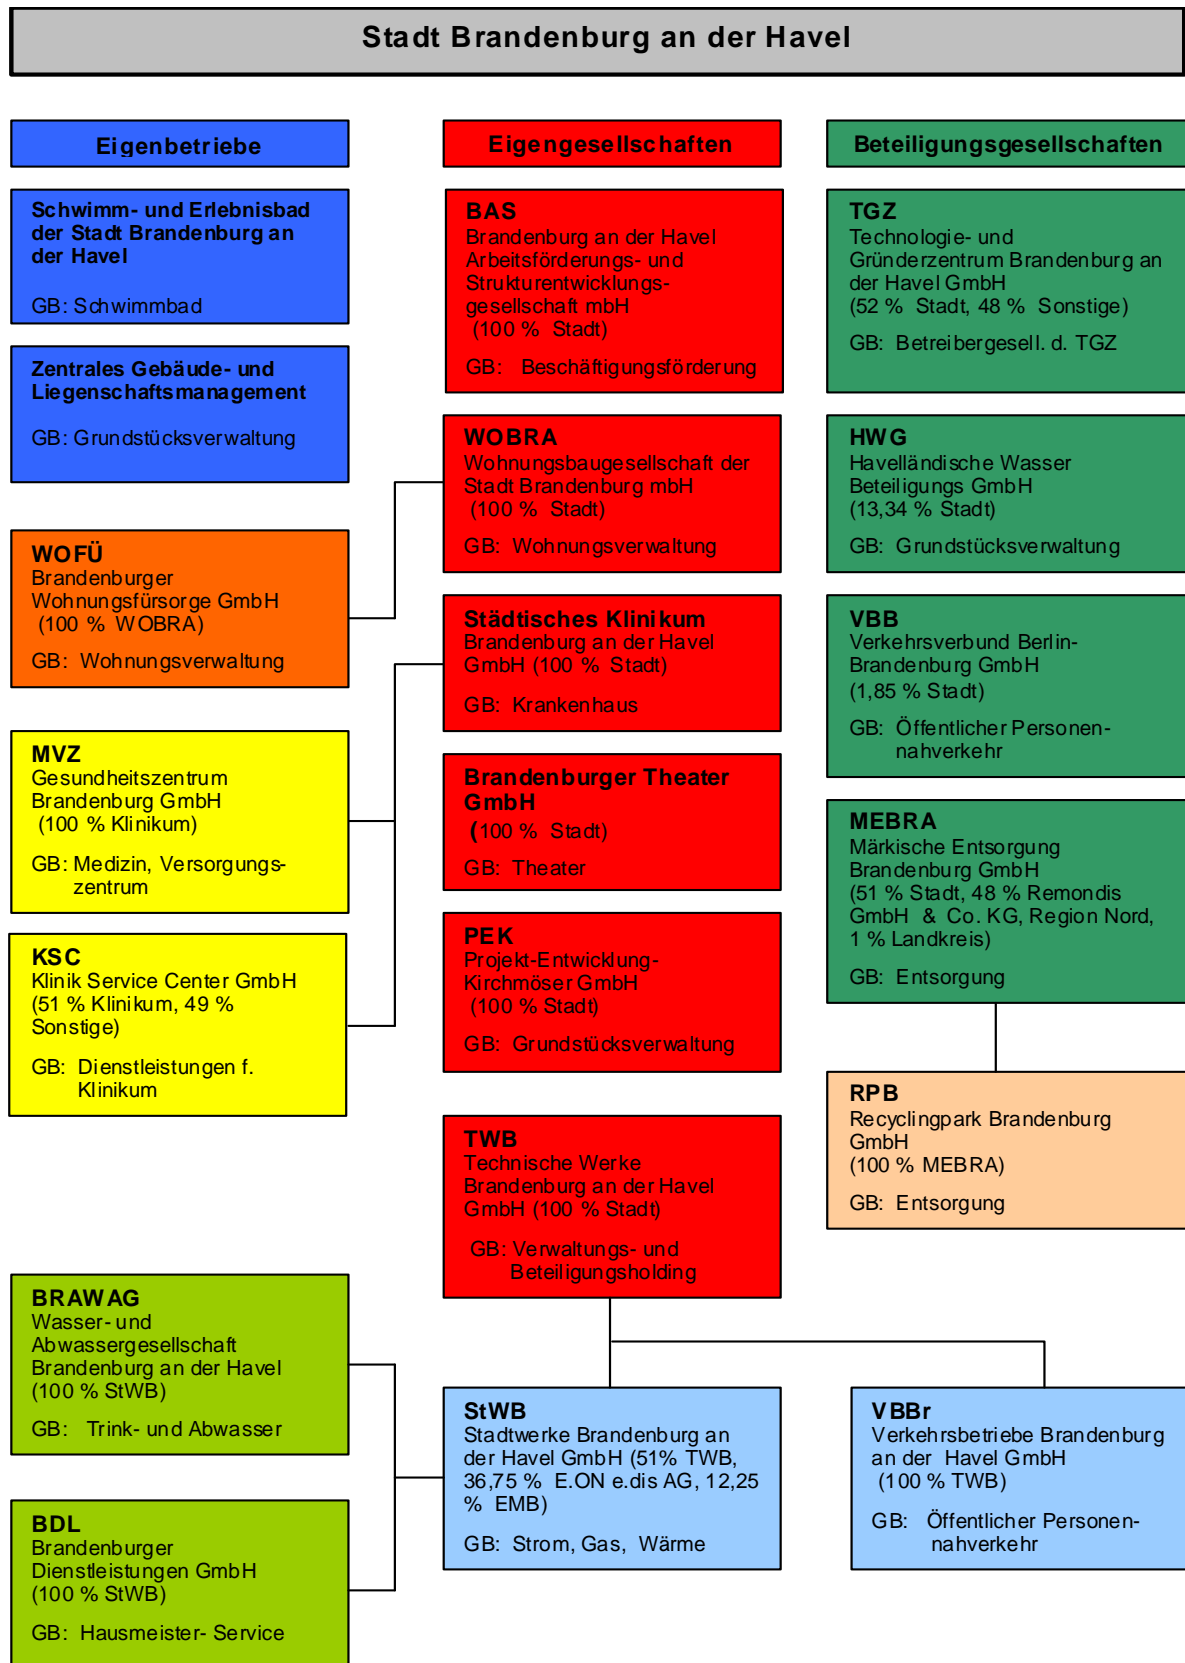 Stadt Brandenburg an der Havel
Eigenbetriebe
Schwimm- und Erlebnisbad
der Stadt Brandenburg an
der Havel
GB: Schwimmbad
Zentrales Gebäude- und
Liegenschaftsmanagement
GB: Grundstücksverwaltung
WOFÜ
Brandenburger
Wohnungsfürsorge GmbH
(100 % WOBRA)
GB: Wohnungsverwaltung
MVZ
Gesundheitszentrum
Brandenburg GmbH
(100 % Klinikum)
GB: Medizin, Versorgungs-
zentrum
KSC
Klinik Service Center GmbH
(51 % Klinikum, 49 %
Sonstige)
GB: Dienstleistungen f.
Klinikum
BRAWAG
Wasser- und
Abwassergesellschaft
Brandenburg an der Havel
(100 % StWB)
GB: Trink- und Abwasser
BDL
Brandenburger
Dienstleistungen GmbH
(100 % StWB)
GB: Hausmeister- Service
Eigengesellschaften
BAS
Brandenburg an der Havel
Arbeitsförderungs- und
Strukturentwicklungs-
gesellschaft mbH
(100 % Stadt)
GB: Beschäftigungsförderung
WOBRA
Wohnungsbaugesellschaft der
Stadt Brandenburg mbH
(100 % Stadt)
GB: Wohnungsverwaltung
Städtisches Klinikum
Brandenburg an der Havel
GmbH (100 % Stadt)
GB: Krankenhaus
Brandenburger Theater
GmbH
(100 % Stadt)
GB: Theater
PEK
Projekt-Entwicklung-
Kirchmöser GmbH
(100 % Stadt)
GB: Grundstücksverwaltung
TWB
Technische Werke
Brandenburg an der Havel
GmbH (100 % Stadt)
GB: Verwaltungs- und
Beteiligungsholding
StWB
Stadtwerke Brandenburg an
der Havel GmbH (51% TWB,
36,75 % E.ON e.dis AG, 12,25
% EMB)
GB: Strom, Gas, Wärme
Beteiligungsgesellschaften
TGZ
Technologie- und
Gründerzentrum Brandenburg an
der Havel GmbH
(52 % Stadt, 48 % Sonstige)
GB: Betreibergesell. d. TGZ
HWG
Havelländische Wasser
Beteiligungs GmbH
(13,34 % Stadt)
GB: Grundstücksverwaltung
VBB
Verkehrsverbund Berlin-
Brandenburg GmbH
(1,85 % Stadt)
GB: Öffentlicher Personen-
nahverkehr
MEBRA
Märkische Entsorgung
Brandenburg GmbH
(51 % Stadt, 48 % Remondis
GmbH & Co. KG, Region Nord,
1 % Landkreis)
GB: Entsorgung
RPB
Recyclingpark Brandenburg
GmbH
(100 % MEBRA)
GB: Entsorgung
VBBr
Verkehrsbetriebe Brandenburg
an der Havel GmbH
(100 % TWB)
GB: Öffentlicher Personen-
nahverkehr